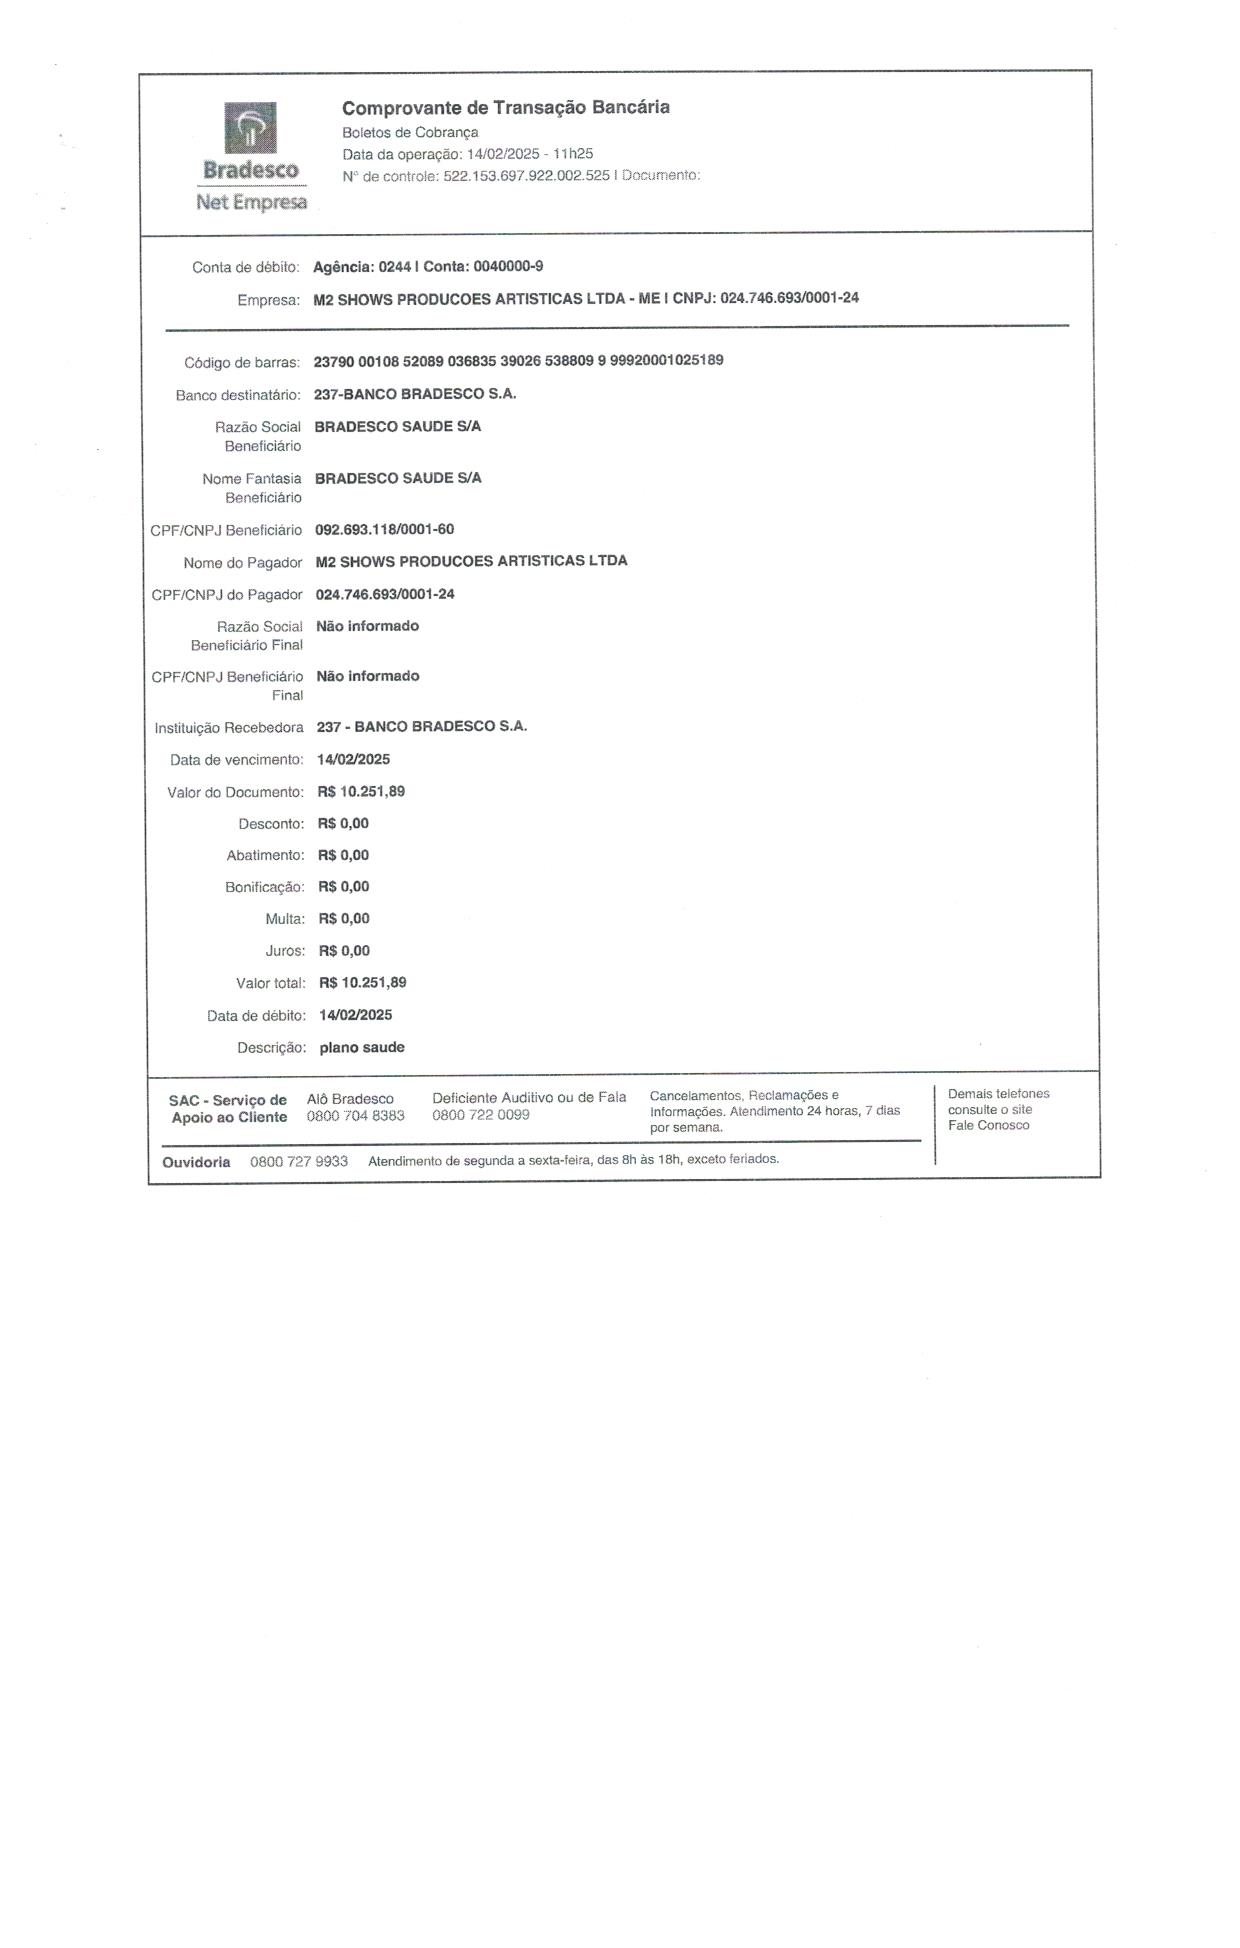 Bradesco
Net Empresa
Comprovante de Transação Bancária
Boletos de Cobrança
Data da operação: 14/02/2025 - 11h25
N° de controle: 522.153.697.922.002.525 | Documento:
Conta de débito: Agência: 0244 | Conta: 0040000-9
Empresa: M2 SHOWS PRODUCOES ARTISTICAS LTDA - ME | CNPJ: 024.746.693/0001-24
Código de barras: 23790 00108 52089 036835 39026 538809 9 99920001025189
Banco destinatário: 237-BANCO BRADESCO S.A.
Razão Social BRADESCO SAUDE S/A
Beneficiário
Nome Fantasia BRADESCO SAUDE S/A
Beneficiário
CPF/CNPJ Beneficiário 092.693.118/0001-60
Nome do Pagador M2 SHOWS PRODUCOES ARTISTICAS LTDA
CPF/CNPJ do Pagador 024.746.693/0001-24
Razão Social Não informado
Beneficiário Final
CPF/CNPJ Beneficiário Não informado
Final
Instituição Recebedora 237 - BANCO BRADESCO S.A.
Data de vencimento: 14/02/2025
Valor do Documento: R$ 10.251,89
Desconto: R$ 0,00
Abatimento: R$ 0,00
Bonificação: R$ 0,00
Multa: R$ 0,00
Juros: R$ 0,00
Valor total: R$ 10.251,89
Data de débito: 14/02/2025
Descrição: plano saude
SAC - Serviço de
Apoio ao Cliente
Alô Bradesco
0800 704 8383
Deficiente Auditivo ou de Fala
0800 722 0099
Cancelamentos, Reclamações e
Informações. Atendimento 24 horas, 7 dias
por semana.
Demais telefones
consulte o site
Fale Conosco
Ouvidoria 0800 727 9933 Atendimento de segunda a sexta-feira, das 8h às 18h, exceto feriados.